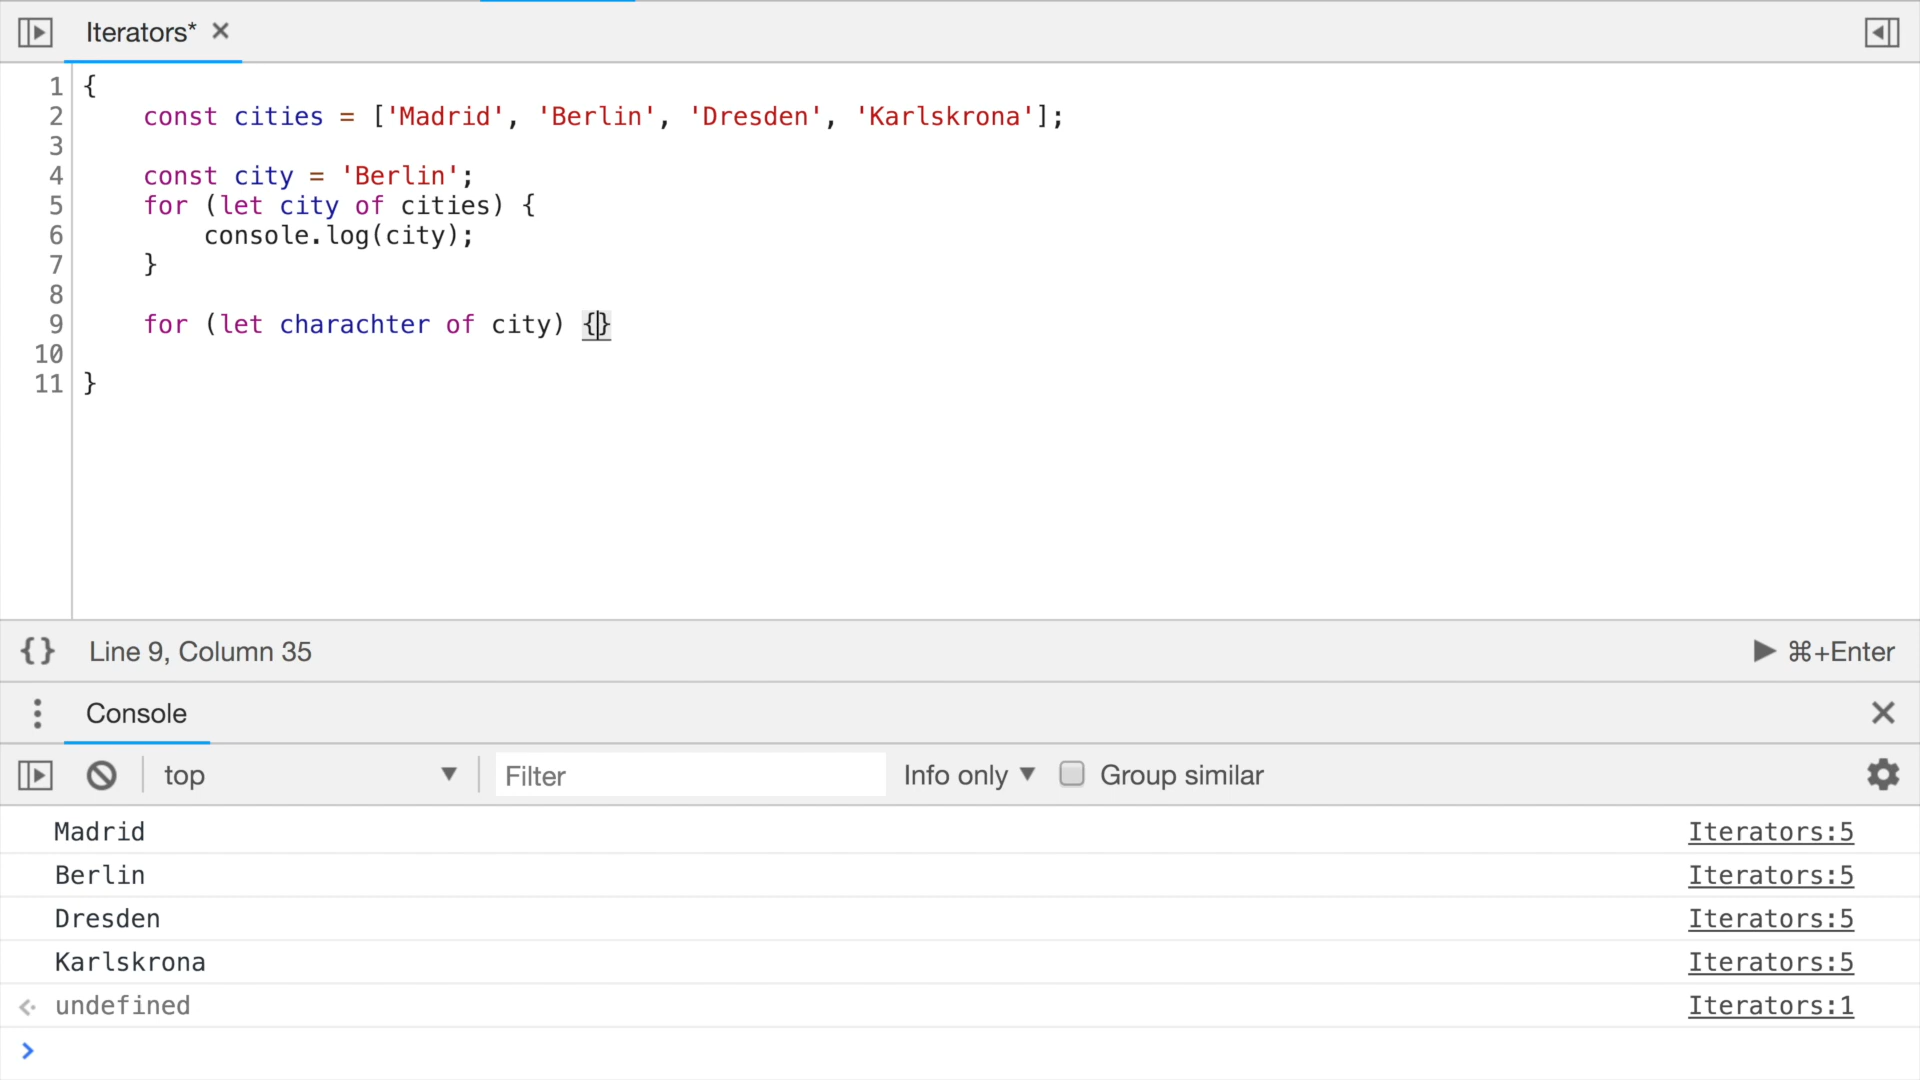 Iterators* ×
1 {
2     const cities = ['Madrid', 'Berlin', 'Dresden', 'Karlskrona'];
3
4     const city = 'Berlin';
5     for (let city of cities) {
6         console.log(city);
7     }
8
9     for (let charachter of city) {}
10
11 }
{} Line 9, Column 35 ⌘+Enter
Console ×
top Filter Info only Group similar
Madrid Iterators:5
Berlin Iterators:5
Dresden Iterators:5
Karlskrona Iterators:5
undefined Iterators:1